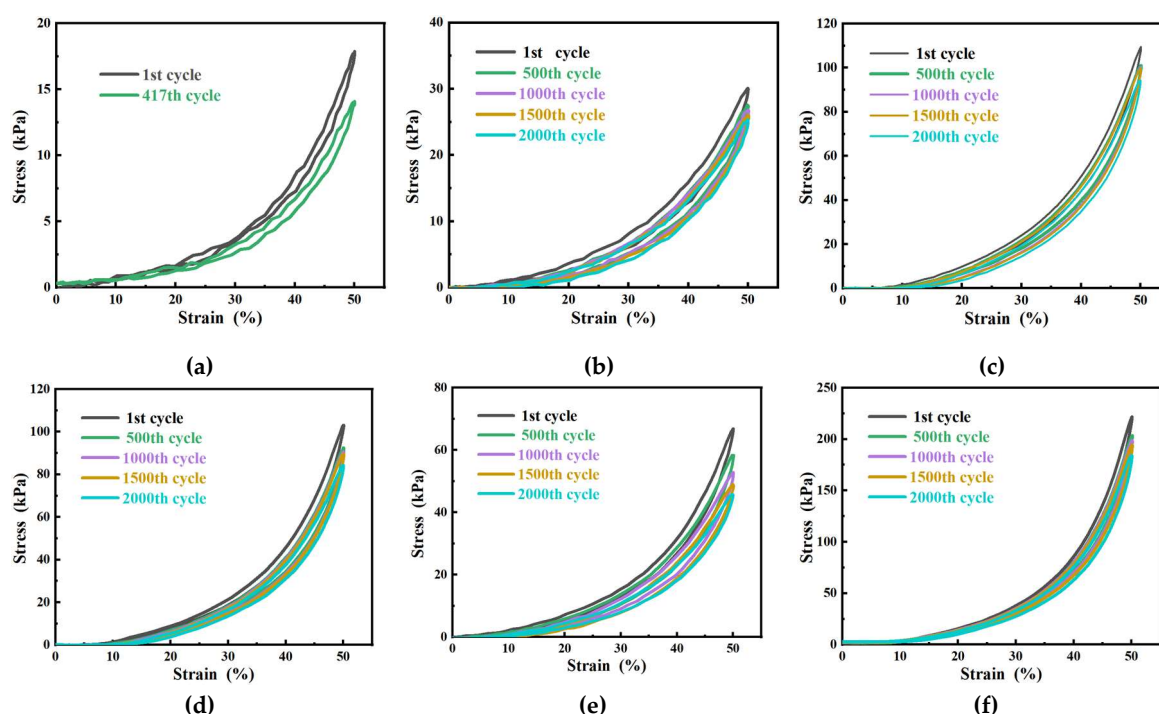 20
15
10
5
0
Stress (kPa)
1st cycle
417th cycle
0 10 20 30 40 50
Strain (%)
(a)
40
30
20
10
0
Stress (kPa)
1st cycle
500th cycle
1000th cycle
1500th cycle
2000th cycle
0 10 20 30 40 50
Strain (%)
(b)
120
100
80
60
40
20
0
Stress (kPa)
1st cycle
500th cycle
1000th cycle
1500th cycle
2000th cycle
0 10 20 30 40 50
Strain (%)
(c)
120
100
80
60
40
20
0
Stress (kPa)
1st cycle
500th cycle
1000th cycle
1500th cycle
2000th cycle
0 10 20 30 40 50
Strain (%)
(d)
80
60
40
20
0
Stress (kPa)
1st cycle
500th cycle
1000th cycle
1500th cycle
2000th cycle
0 10 20 30 40 50
Strain (%)
(e)
250
200
150
100
50
0
Stress (kPa)
1st cycle
500th cycle
1000th cycle
1500th cycle
2000th cycle
0 10 20 30 40 50
Strain (%)
(f)